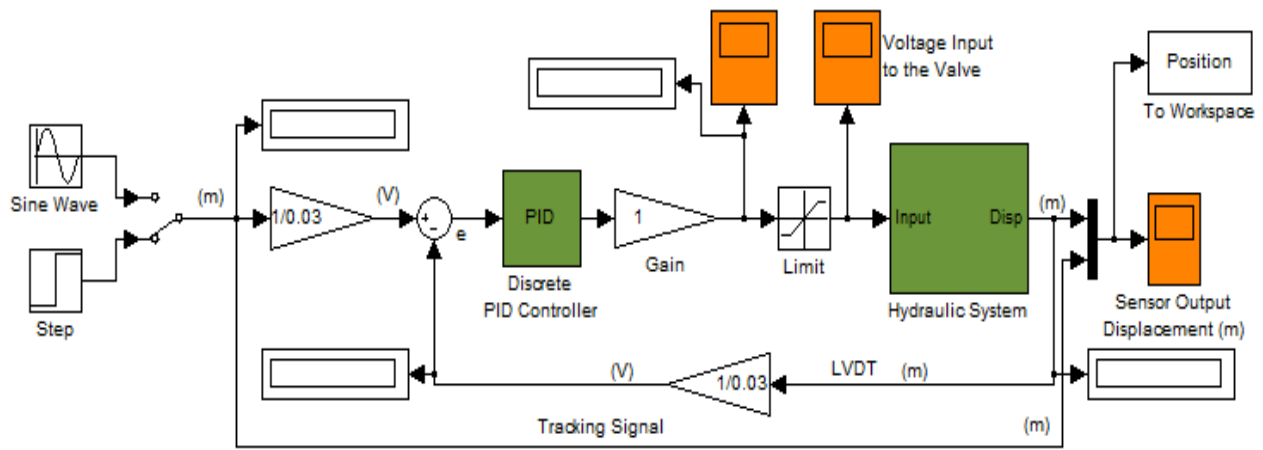 Voltage Input
to the Valve
Position
To Workspace
Sine Wave
(m)
1/0.03
(V)
+
-
e
PID
Discrete
PID Controller
1
Gain
Limit
Input
Disp
Hydraulic System
(m)
Sensor Output
Displacement (m)
Step
(V)
1/0.03
LVDT
(m)
Tracking Signal
(m)